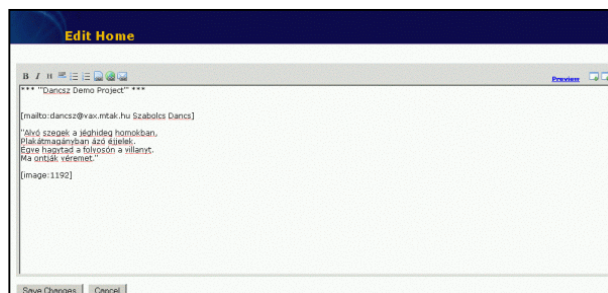 Edit Home
B I H
Preview
*** '''Dancsz Demo Project''' ***
[mailto:dancsz@vax.mtak.hu Szabolcs Dancs]
"Alvó szegek a jéghideg homokban,
Plakátmagányban ázó éjjelek.
Égve hagytad a folyosón a villanyt.
Ma ontják véremet."
[image:1192]
Save Changes Cancel